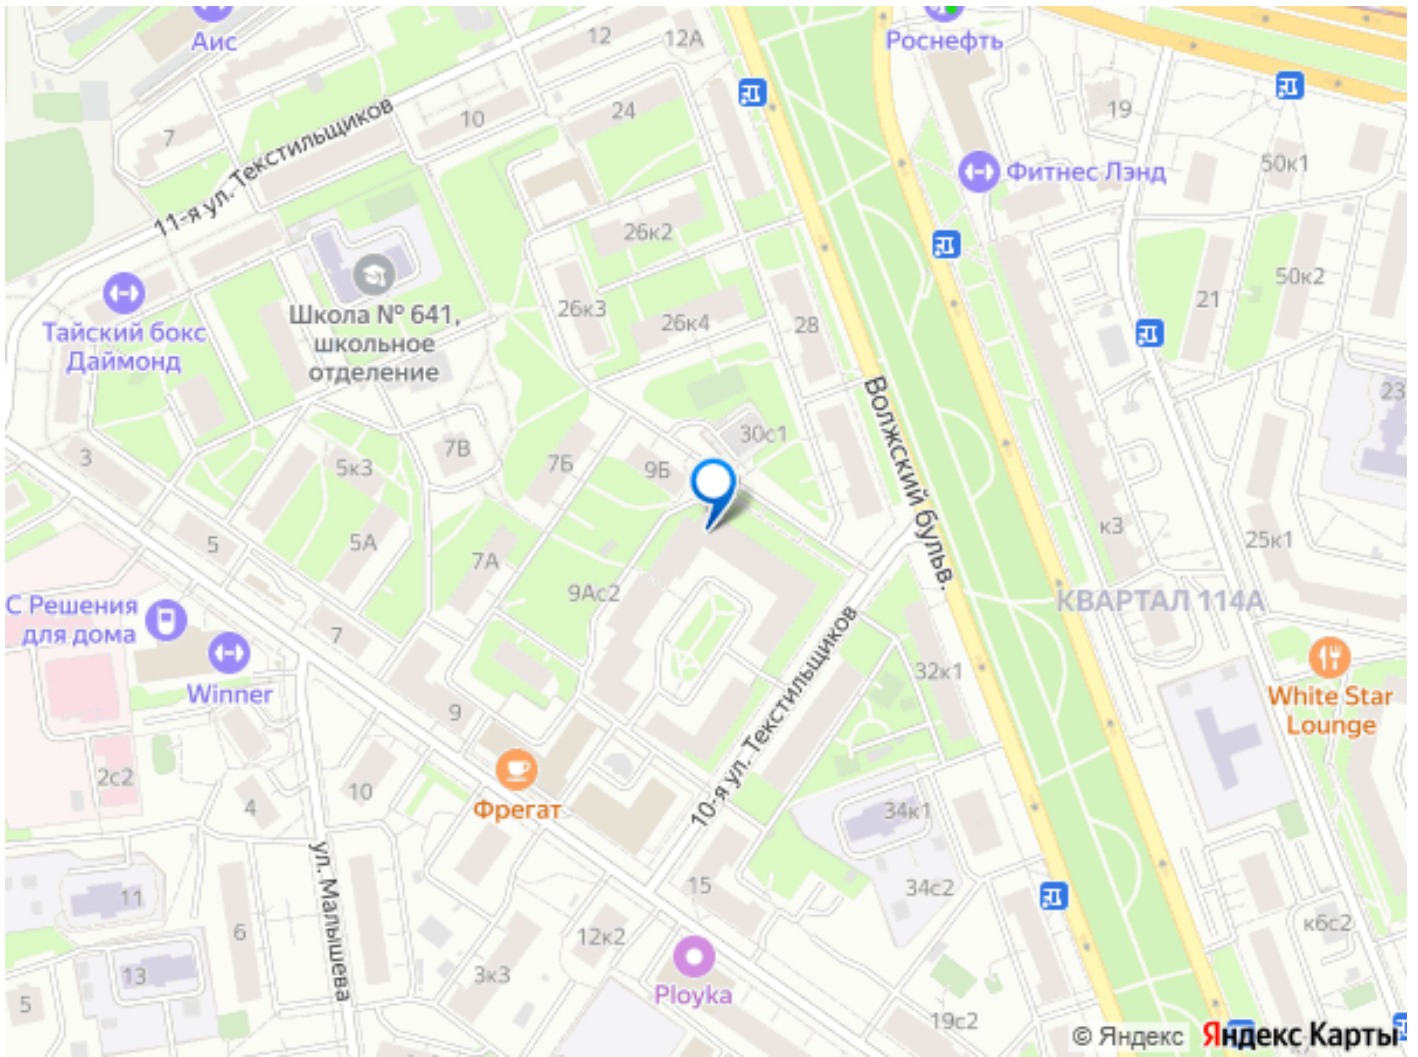 Аис
12
12А
Роснефть
24
10
7
11-я ул. Текстильщиков
19
Фитнес Лэнд
50к1
26к2
50к2
21
Школа № 641,
школьное
отделение
26к3
26к4
28
Тайский бокс
Даймонд
Волжский бульв.
23
30с1
7В
7Б
9Б
3
5к3
к3
25к1
5
5А
7А
9Ас2
КВАРТАЛ 114А
С Решения
для дома
7
Winner
9
32к1
White Star
Lounge
10-я ул. Текстильщиков
2с2
4
10
Фрегат
34к1
ул. Малышева
11
15
34с2
6
12к2
к6с2
13
3к3
Ployka
5
19с2
© Яндекс Яндекс Карты